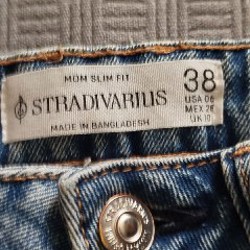 MOM SLIM FIT
STRADIVARIUS
MADE IN BANGLADESH
38
USA 06
MEX 28
UK 10